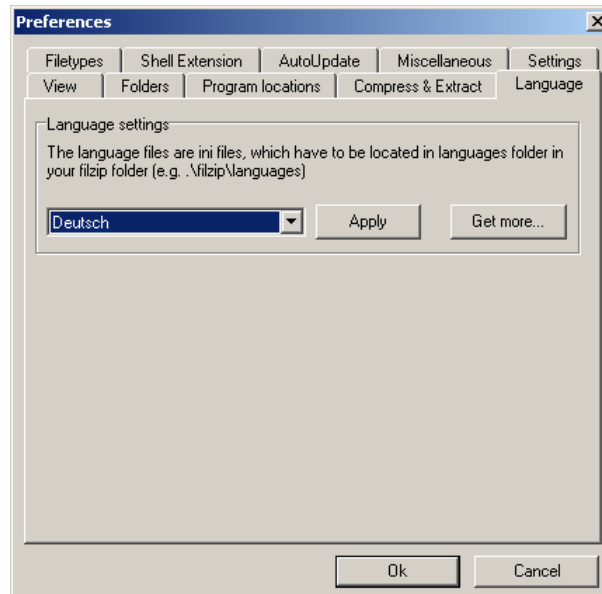 Preferences
Filetypes Shell Extension AutoUpdate Miscellaneous Settings
View Folders Program locations Compress & Extract Language
Language settings
The language files are ini files, which have to be located in languages folder in
your filzip folder (e.g. .\filzip\languages)
Deutsch Apply Get more...
Ok Cancel